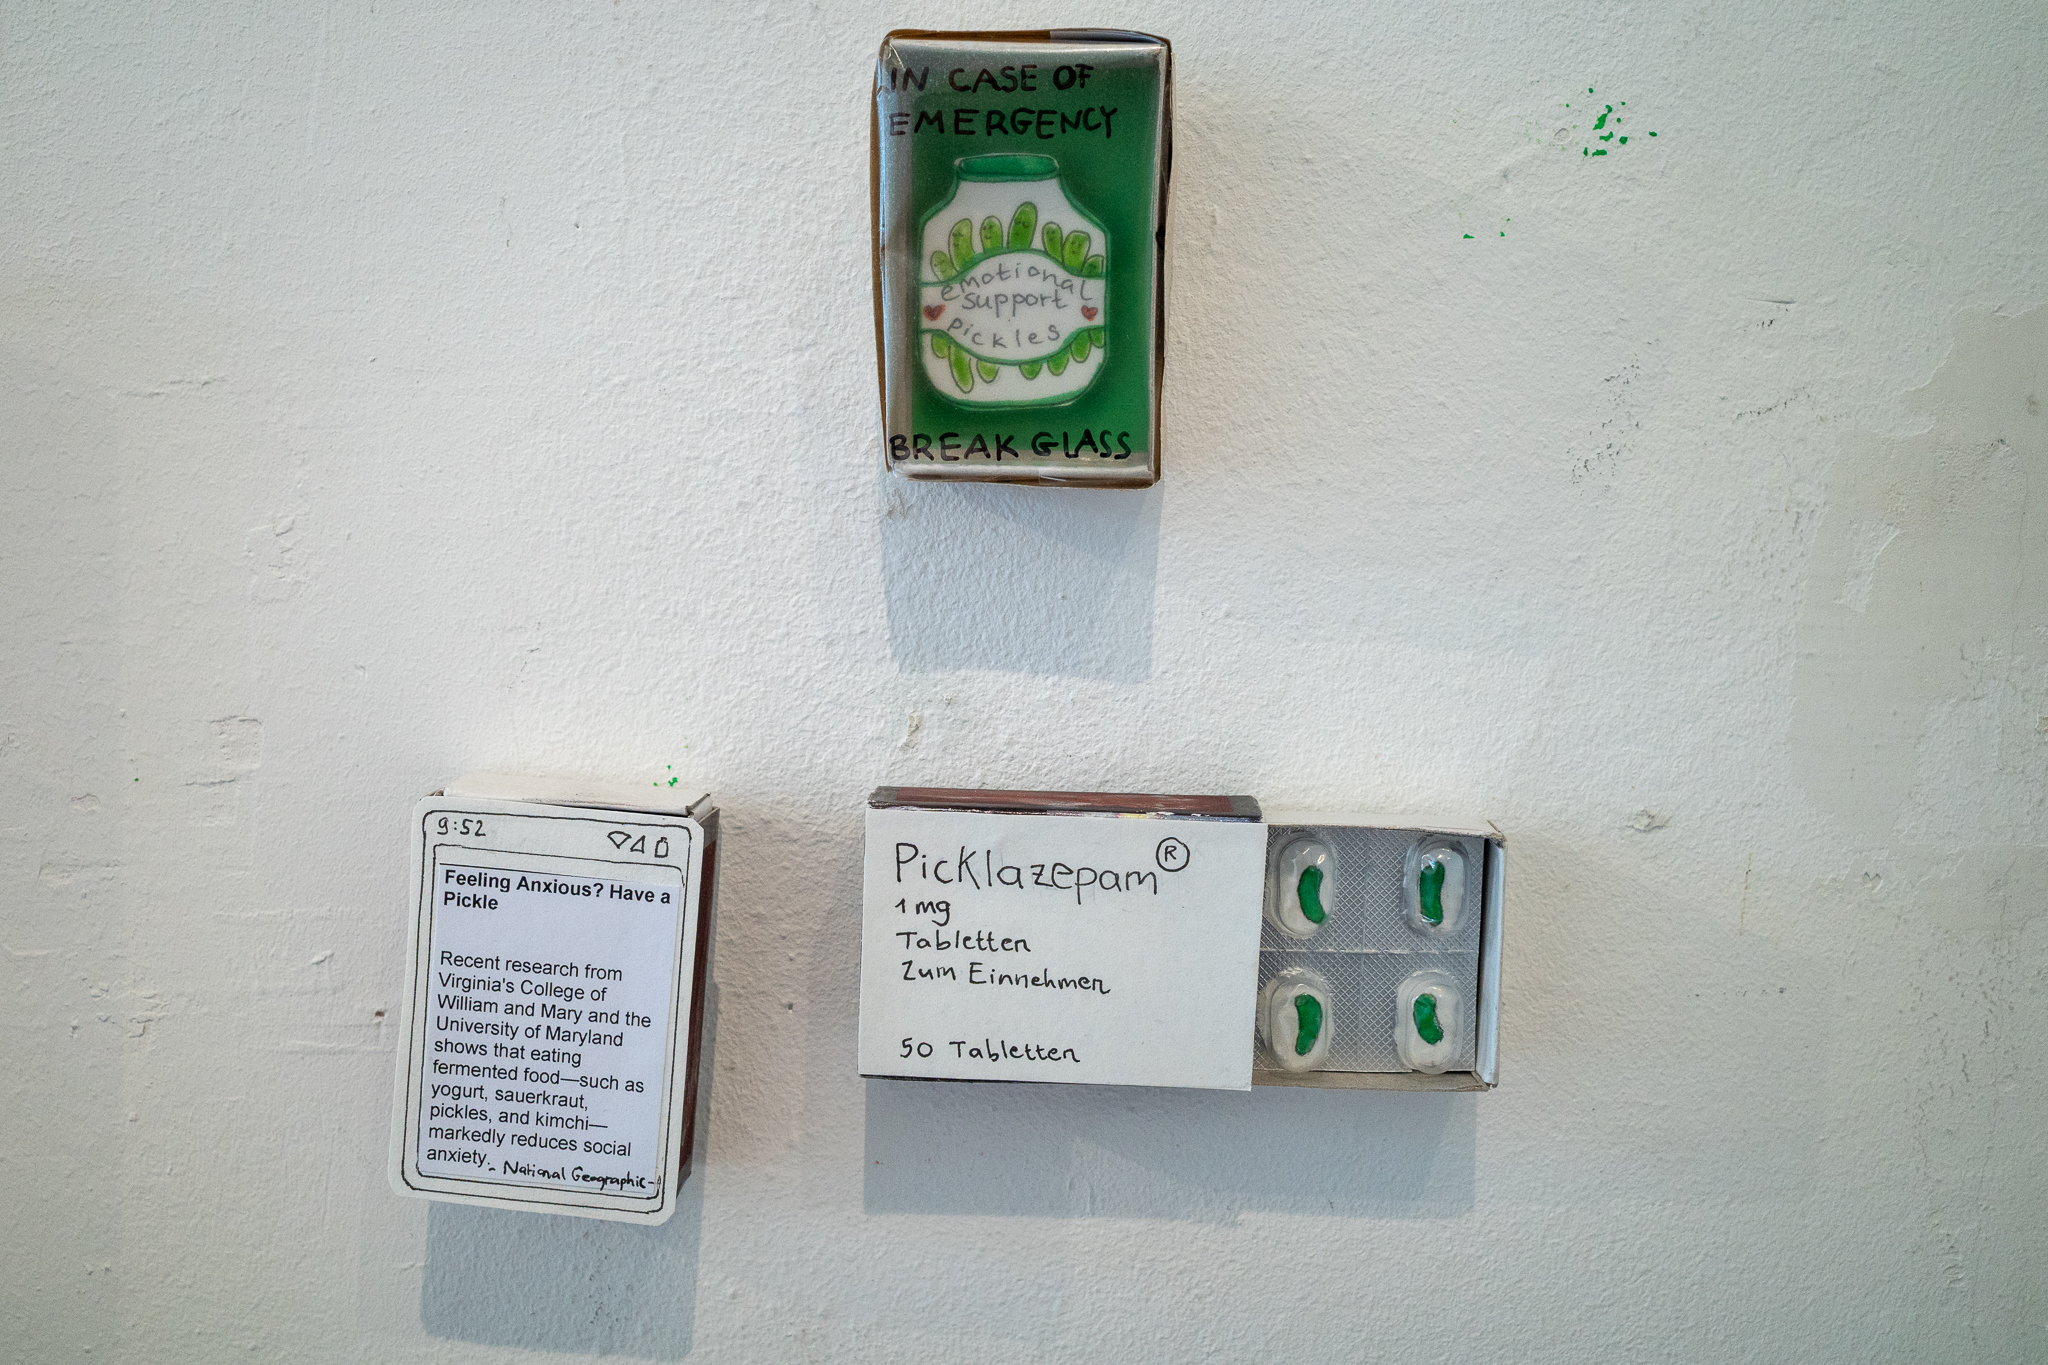 IN CASE OF
EMERGENCY
emotional
support
pickles
BREAK GLASS
9:52
Feeling Anxious? Have a
Pickle
Recent research from
Virginia's College of
William and Mary and the
University of Maryland
shows that eating
fermented food—such as
yogurt, sauerkraut,
pickles, and kimchi—
markedly reduces social
anxiety.
- National Geographic -
Picklazepam®
1mg
Tabletten
Zum Einnehmen
50 Tabletten